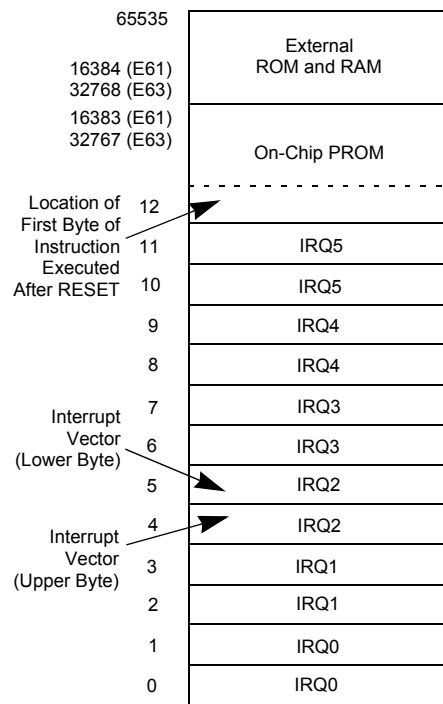 65535
External
ROM and RAM
16384 (E61)
32768 (E63)
16383 (E61)
32767 (E63)
On-Chip PROM
Location of
First Byte of
Instruction
Executed
After RESET
12
11
IRQ5
10
IRQ5
9
IRQ4
8
IRQ4
7
IRQ3
Interrupt
Vector
(Lower Byte)
6
IRQ3
5
IRQ2
4
IRQ2
Interrupt
Vector
(Upper Byte)
3
IRQ1
2
IRQ1
1
IRQ0
0
IRQ0